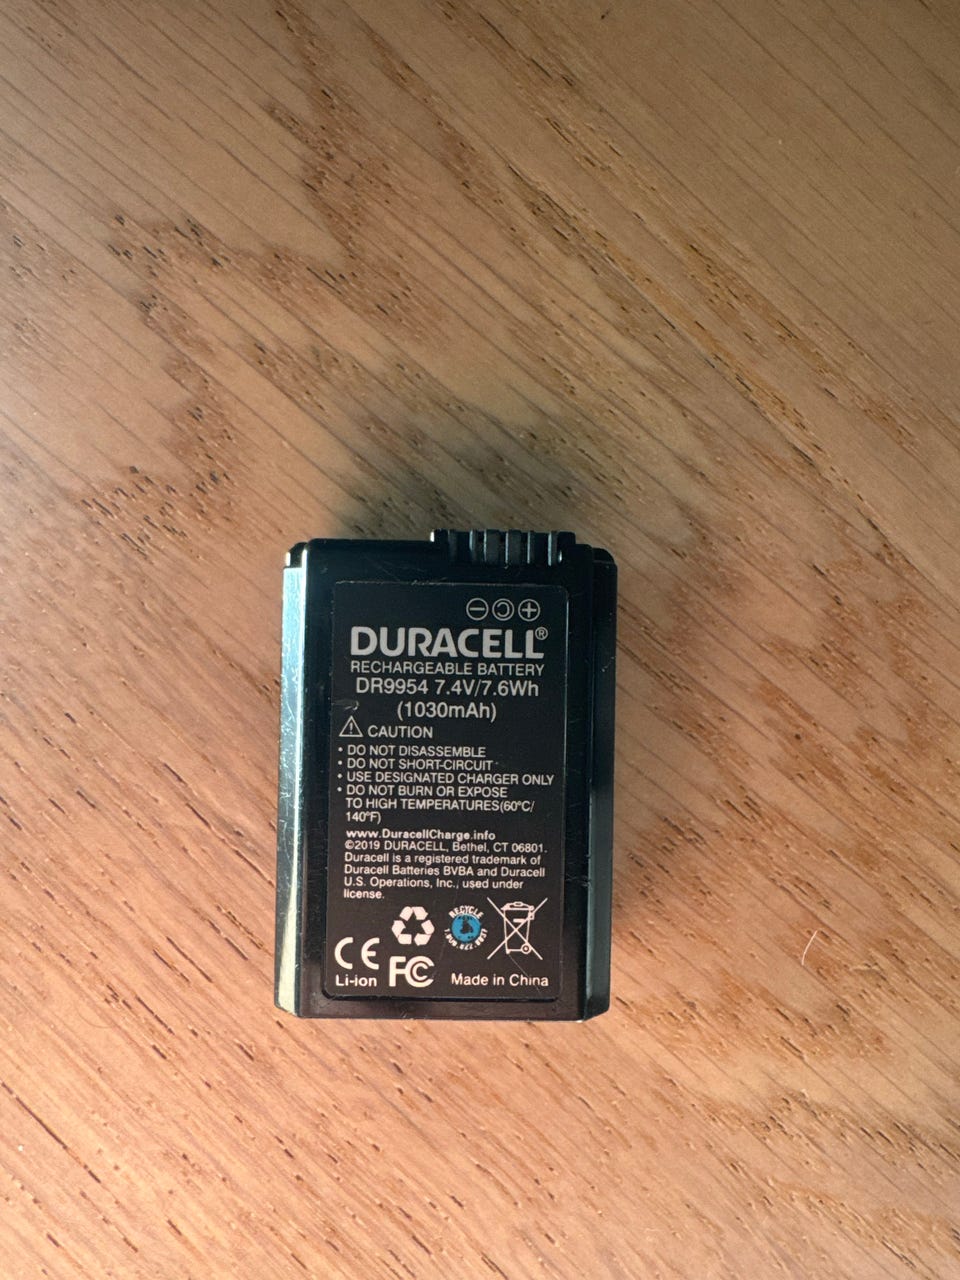 DURACELL®
RECHARGEABLE BATTERY
DR9954 7.4V/7.6Wh
(1030mAh)
CAUTION
• DO NOT DISASSEMBLE
• DO NOT SHORT-CIRCUIT
• USE DESIGNATED CHARGER ONLY
• DO NOT BURN OR EXPOSE
TO HIGH TEMPERATURES(60°C/
140°F)
www.DuracellCharge.info
©2019 DURACELL, Bethel, CT 06801.
Duracell is a registered trademark of
Duracell Batteries BVBA and Duracell
U.S. Operations, Inc., used under
license.
RECYCLE
CE
FC
Li-ion
Made in China